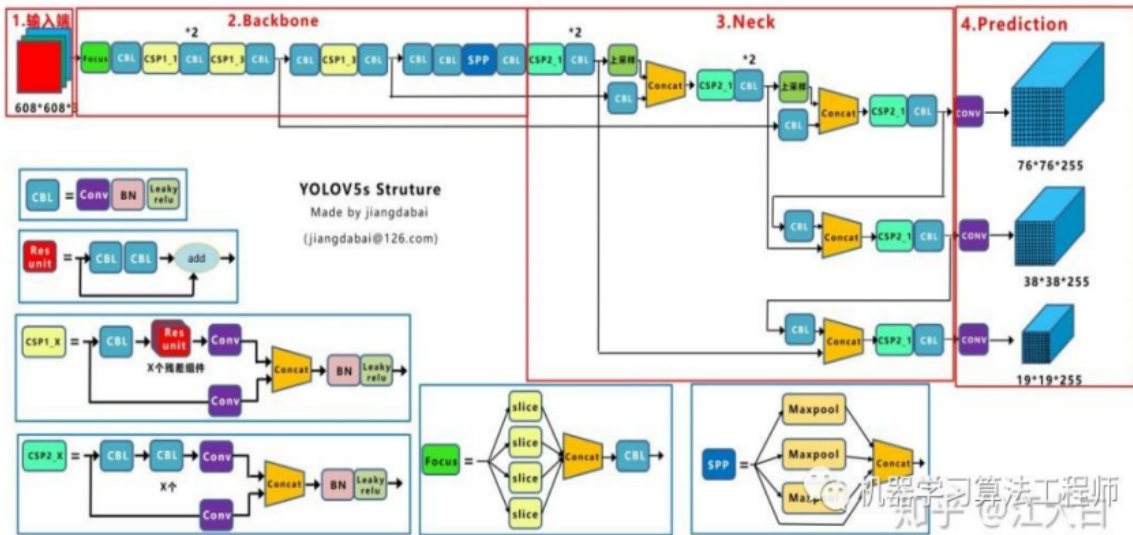 1.输入端
2.Backbone
3.Neck
4.Prediction
*2
*2
*2
Focus CBL CSP1_1 CBL CSP1_3 CBL CBL CSP1_3 CBL CBL CBL SPP CBL CSP2_1 CBL 上采样
CBL Concat CSP2_1 CBL 上采样
CBL Concat CSP2_1 CBL CONV
608*608*3
76*76*255
CBL = Conv BN Leaky relu
YOLOV5s Struture
Made by jiangdabai
(jiangdabai@126.com)
CBL Concat CSP2_1 CBL CONV
38*38*255
Res unit = CBL CBL add
CBL Concat CSP2_1 CBL CONV
19*19*255
CSP1_X = CBL Res unit Conv
X个残差组件
Conv Concat BN Leaky relu
CSP2_X = CBL CBL Conv
X个
Conv Concat BN Leaky relu
Focus = slice slice slice slice Concat CBL
SPP = Maxpool Maxpool Maxpool Concat
机器学习算法工程师
知乎 @江大白